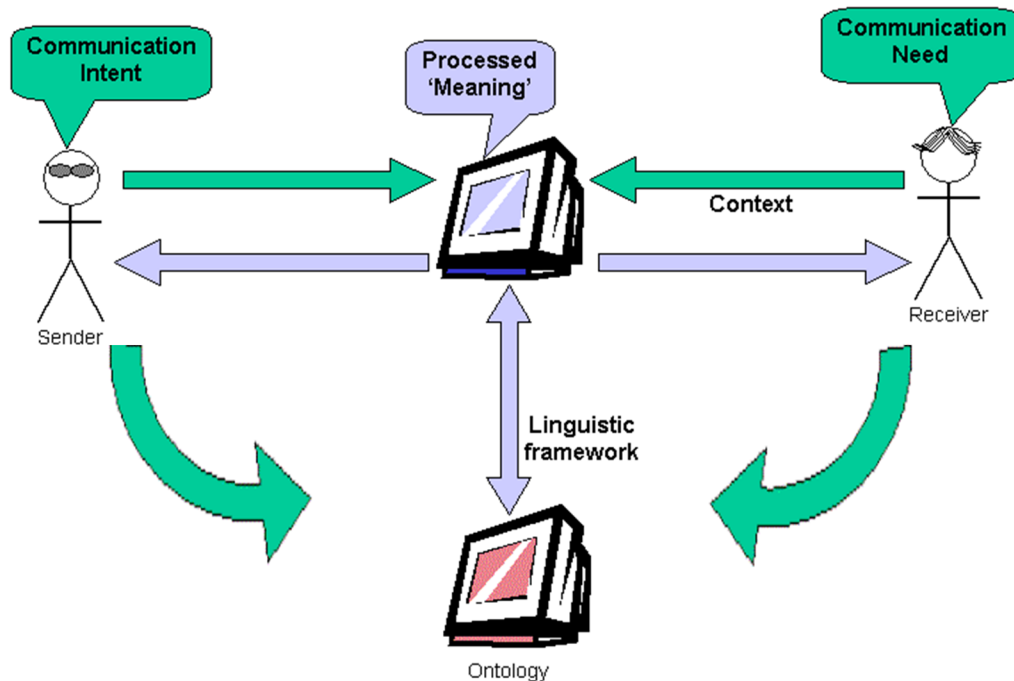 Communication
Intent
Processed
‘Meaning’
Communication
Need
Context
Sender
Receiver
Linguistic
framework
Ontology